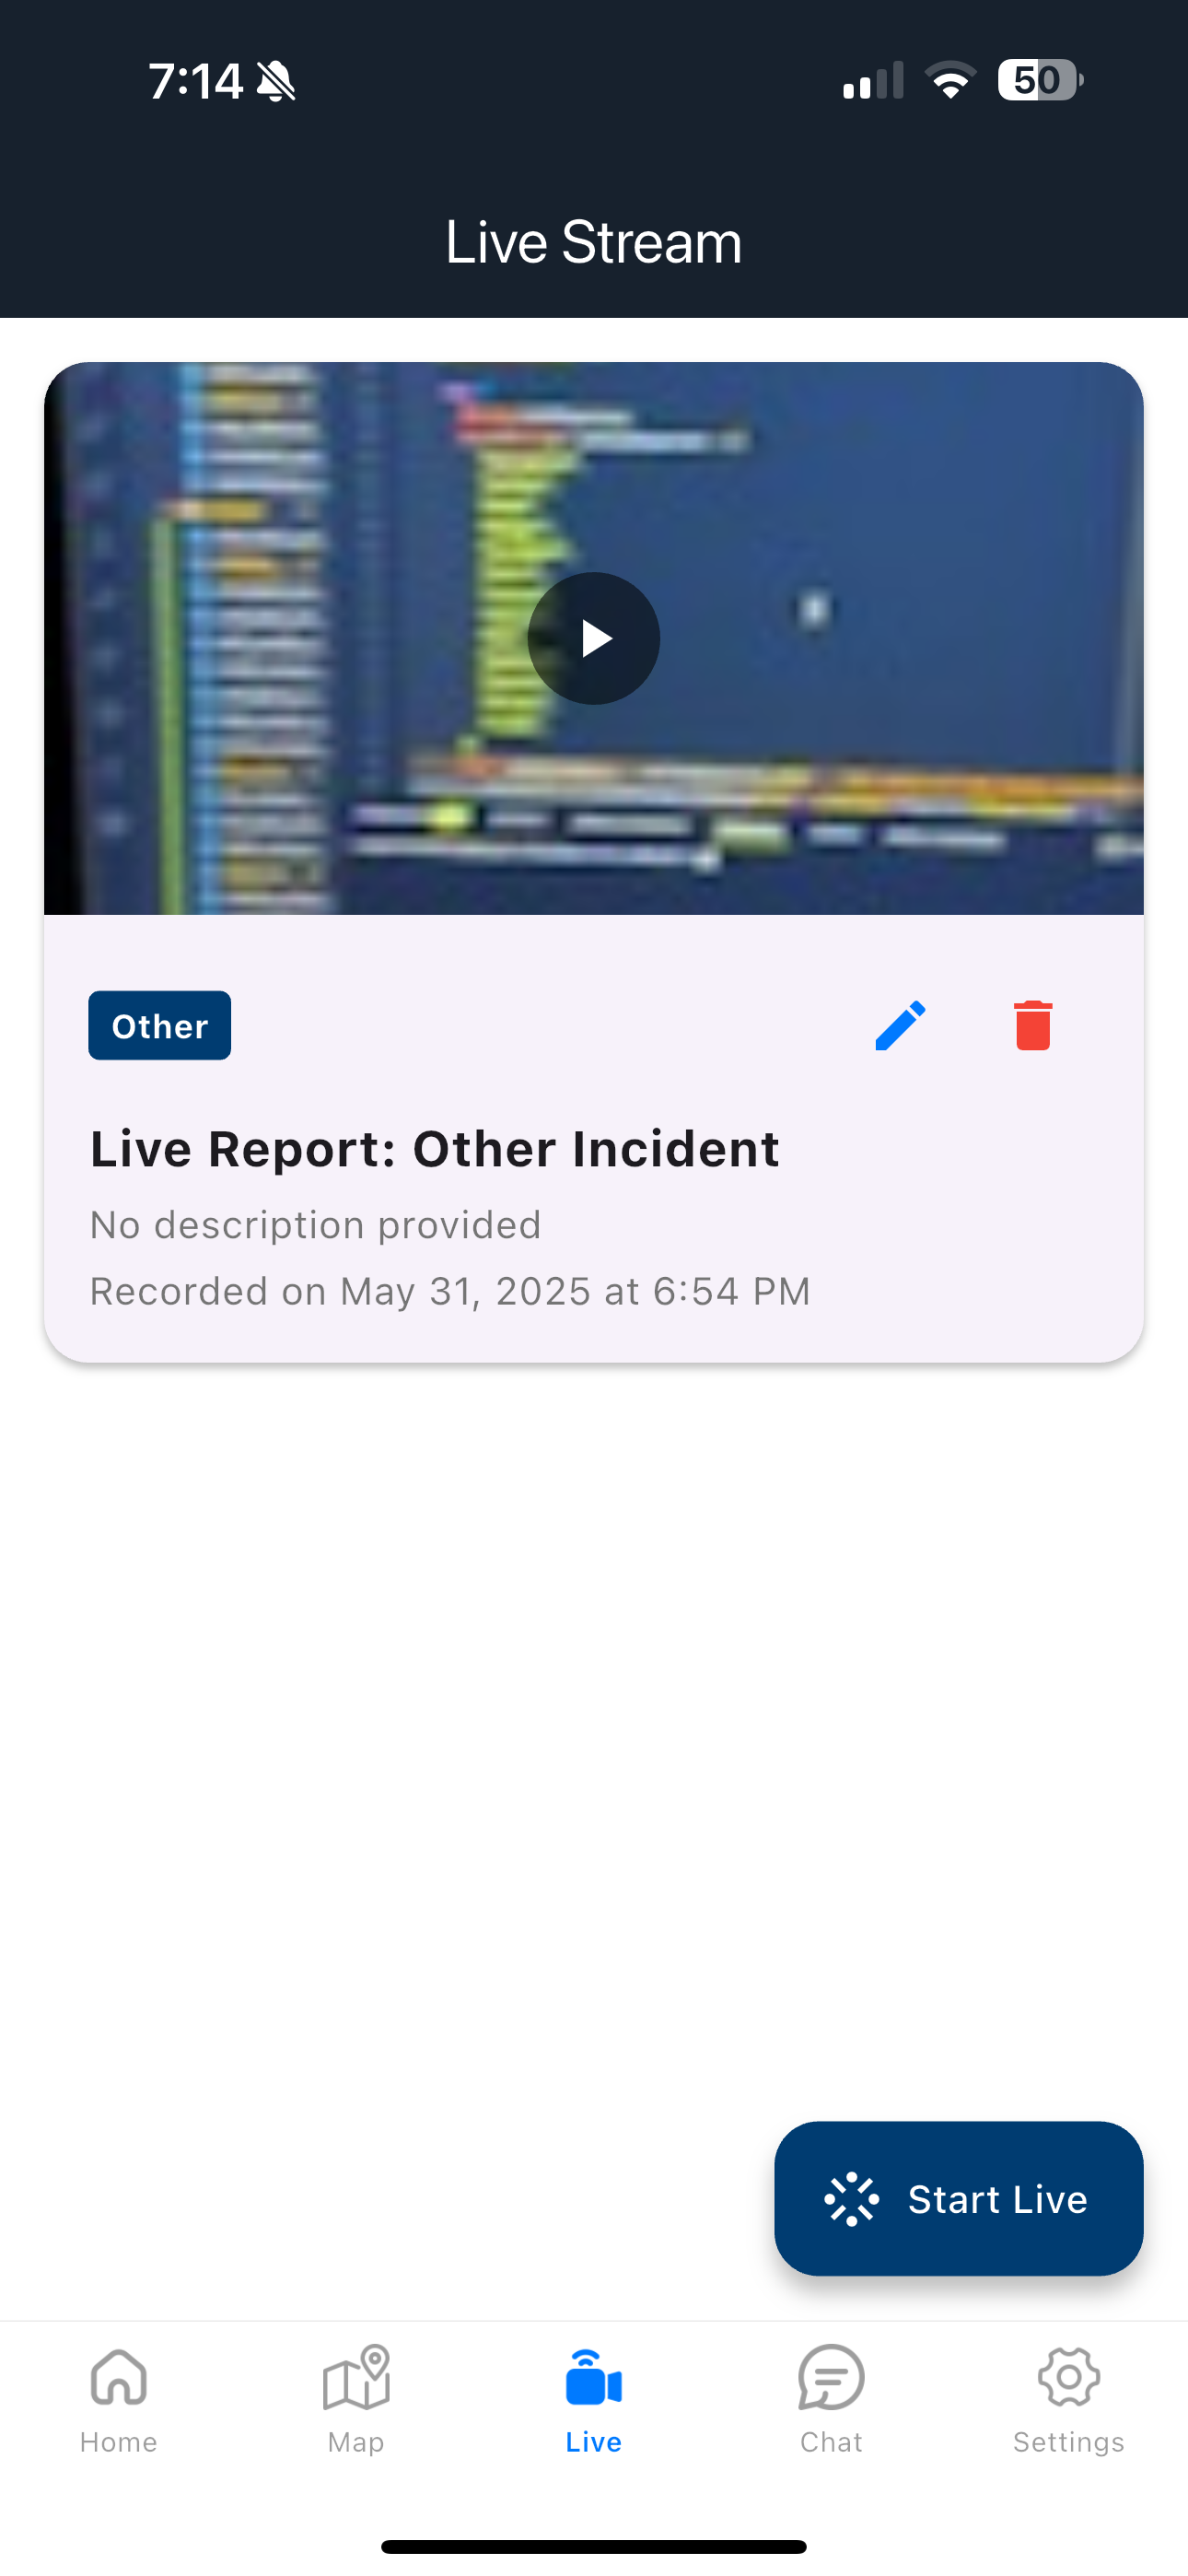 7:14
50
Live Stream
Other
Live Report: Other Incident
No description provided
Recorded on May 31, 2025 at 6:54 PM
Start Live
Home
Map
Live
Chat
Settings